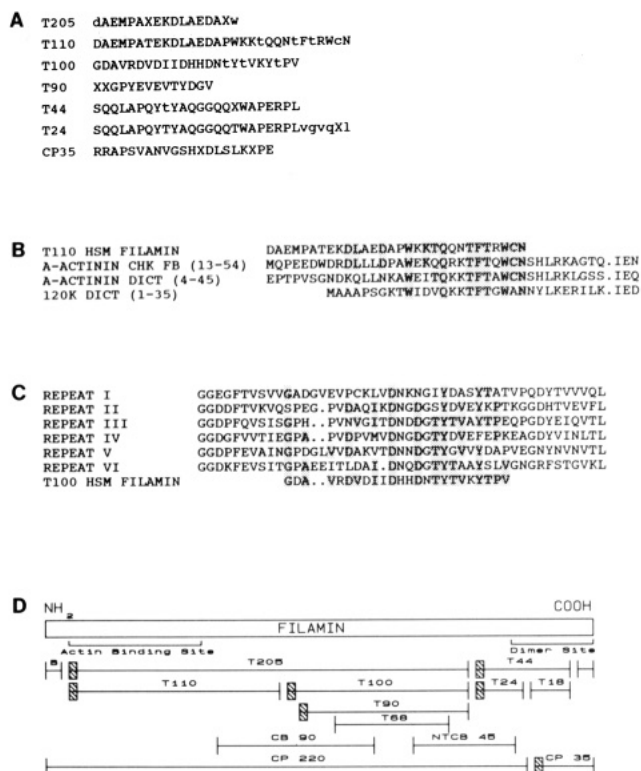 A
T205 dAEMPAXEKDLAEDAXw
T110 DAEMPATEKDLAEDAPWKKtQQNtFtRWcN
T100 GDAVRDVDIIDHHDNtYtVKYtPV
T90 XXGPYEVEVTYDGV
T44 SQQLAPQYtYAQGGQQXWAPERPL
T24 SQQLAPQYTYAQGGQQTWAPERPLvgvqXl
CP35 RRAPSVANVGSHXDLSLKXPE
B
T110 HSM FILAMIN DAEMPATEKDLAEDAPWKKTQQNTFTRWCN
A-ACTININ CHK FB (13-54) MQPEEDWDRDLLLDPAWEKQQRKTFTQWCNSHLRKAGTQ.IEN
A-ACTININ DICT (4-45) EPTPVSGNDKQLLNKAWEITQKKTFTAWCNSHLRKLGSS.IEQ
120K DICT (1-35) MAAAPSGKTWIDVQKKTFTGWANNYLKERILK.IED
C
REPEAT I GGEGFTVSVVGADGVEVPCKLVDNKNGIYDASYTATVPQDYTVVVQL
REPEAT II GGDDFTVKVQSPEG.PVDAQIKDNGDGSYDVEYKPTKGGDHTVEVFL
REPEAT III GGDPFQVSISGPH..PVNVGITDNDDGTYTVAYTPEQPGDYEIQVTL
REPEAT IV GGDGFVVTIEGPA..PVDPVMVDNGDGTYDVEFEPKEAGDYVINLTL
REPEAT V GGDPFEVAINGPDGLVVDAKVTDNNDGTYGVVYDAPVEGNYNVNVTL
REPEAT VI GGDKFEVSITGPAEEITLDAI.DNQDGTYTAAYSLVGNGRFSTGVKL
T100 HSM FILAMIN GDA..VRDVDIIDHHDNTYTVKYTPV
D
NH2 COOH
FILAMIN
Actin Binding Site Dimer Site
T205 T44
T110 T100 T24 T18
T90
T68
CB 90 NTCB 45
CP 220 CP 35